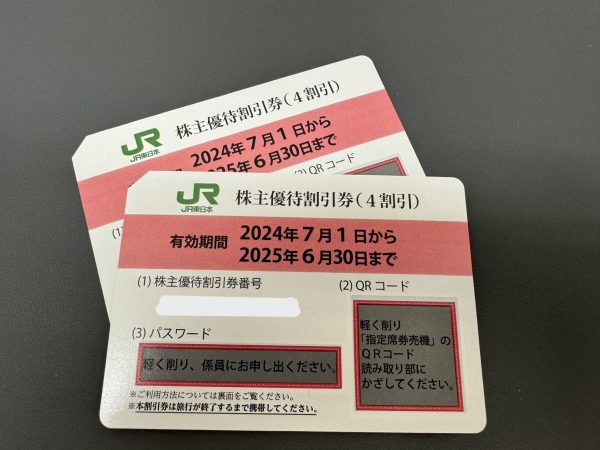 JR
JR東日本
株主優待割引券(4割引)
2024年7月1日から
2025年6月30日まで
(2) QRコード
(1)
JR
JR東日本
株主優待割引券(4割引)
有効期間 2024年7月1日から
2025年6月30日まで
(1) 株主優待割引券番号
(2) QRコード
軽く削り
「指定席券売機」の
QRコード
読み取り部に
かざしてください。
(3) パスワード
軽く削り、係員にお申し出ください。
※ご利用方法については裏面をご覧ください。
※本割引券は旅行が終了するまで携帯してください。